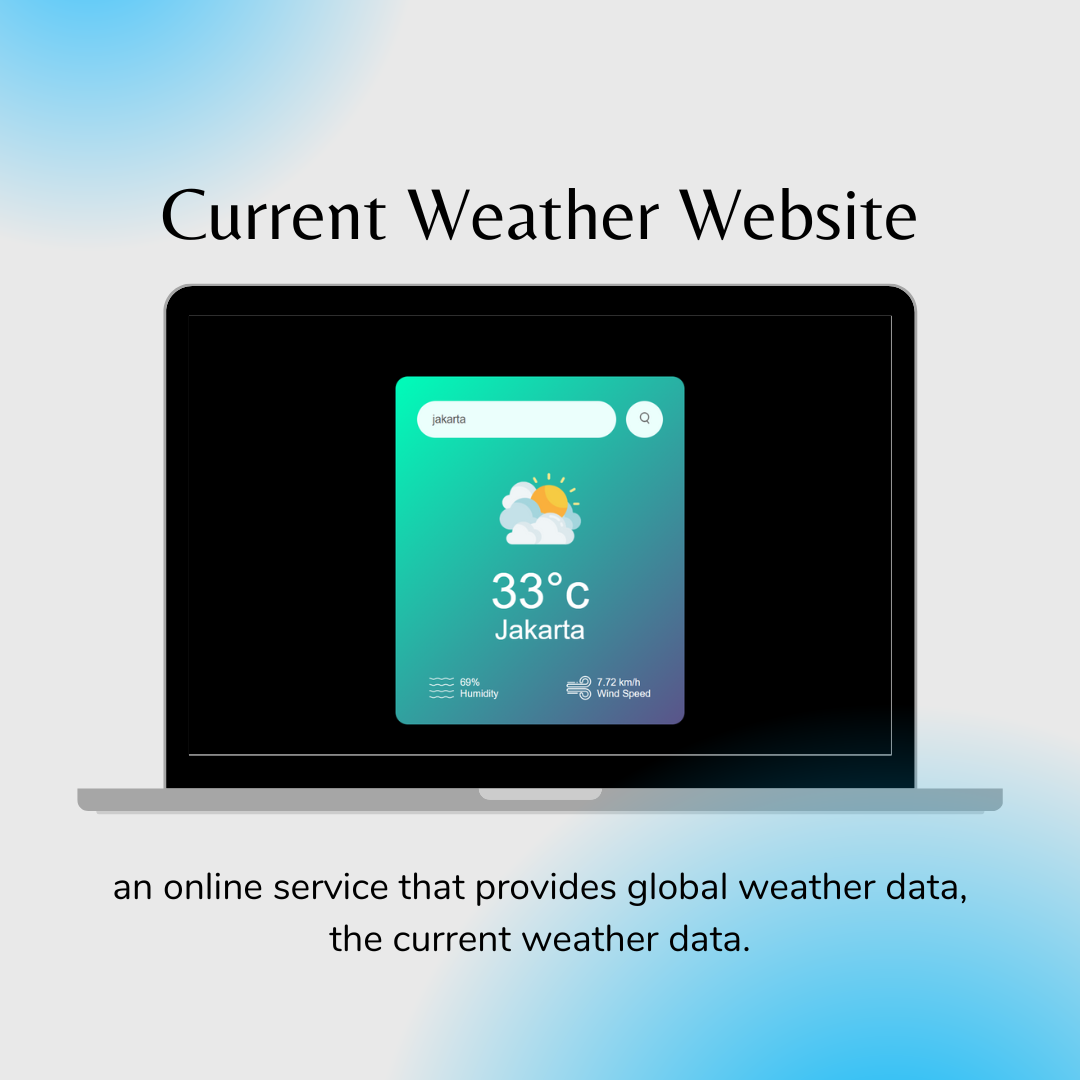 Current Weather Website
jakarta
33°c
Jakarta
69%
Humidity
7.72 km/h
Wind Speed
an online service that provides global weather data,
the current weather data.